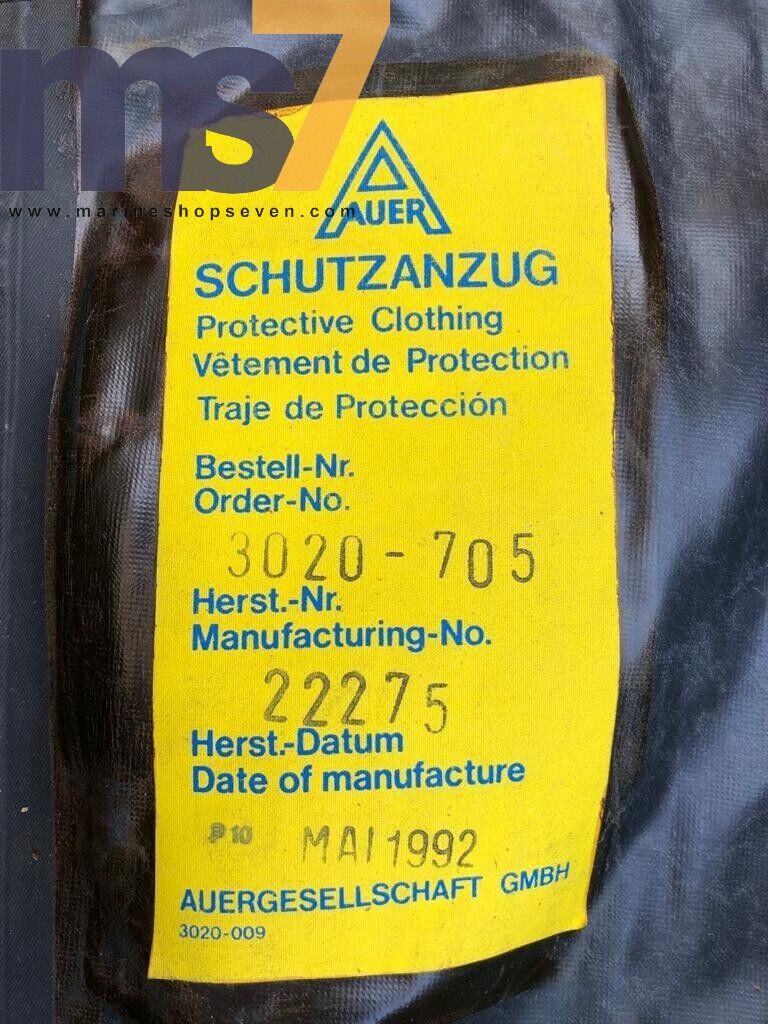 ms7
www.marineshopseven.com
AUER
SCHUTZANZUG
Protective Clothing
Vêtement de Protection
Traje de Protección
Bestell-Nr.
Order-No.
3020-705
Herst.-Nr.
Manufacturing-No.
22275
Herst.-Datum
Date of manufacture
P10 MAI 1992
AUERGESELLSCHAFT GMBH
3020-009